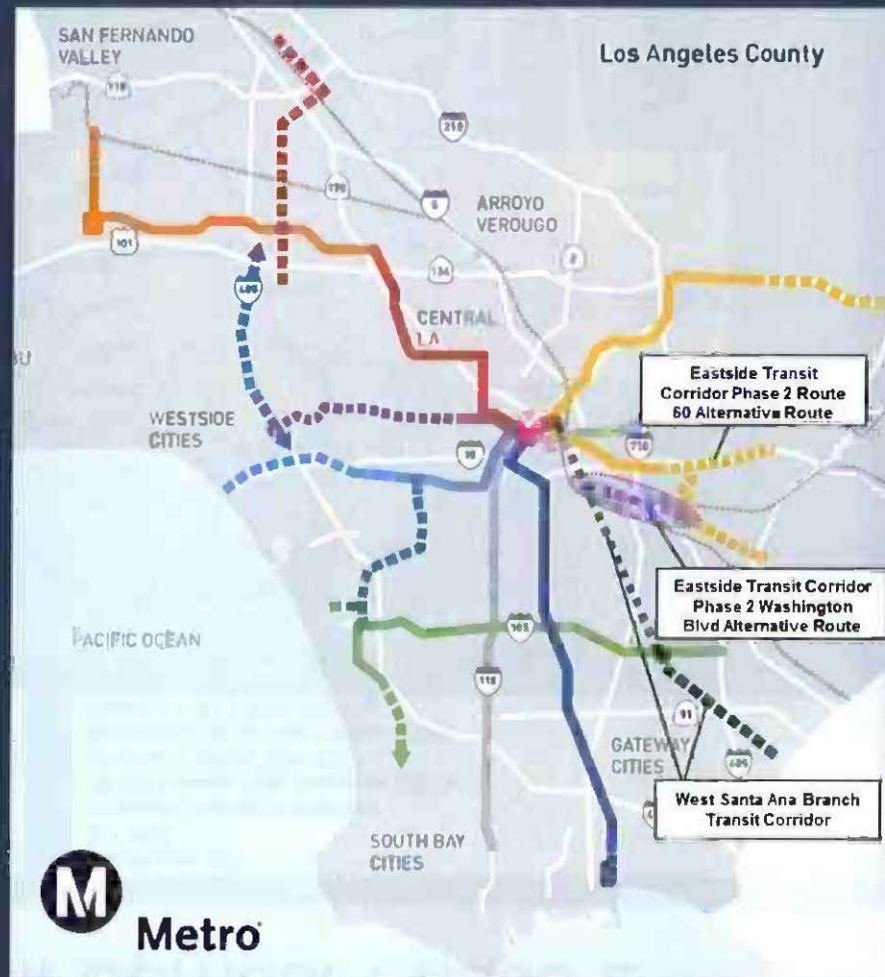 SAN FERNANDO
VALLEY
Los Angeles County
118
210
170
5
ARROYO
VERDUGO
2
101
134
405
CENTRAL
LA
BU
Eastside Transit
Corridor Phase 2 Route
60 Alternative Route
WESTSIDE
CITIES
710
Eastside Transit Corridor
Phase 2 Washington
Blvd Alternative Route
105
PACIFIC OCEAN
110
91
GATEWAY
CITIES
605
West Santa Ana Branch
Transit Corridor
SOUTH BAY
CITIES
M
Metro